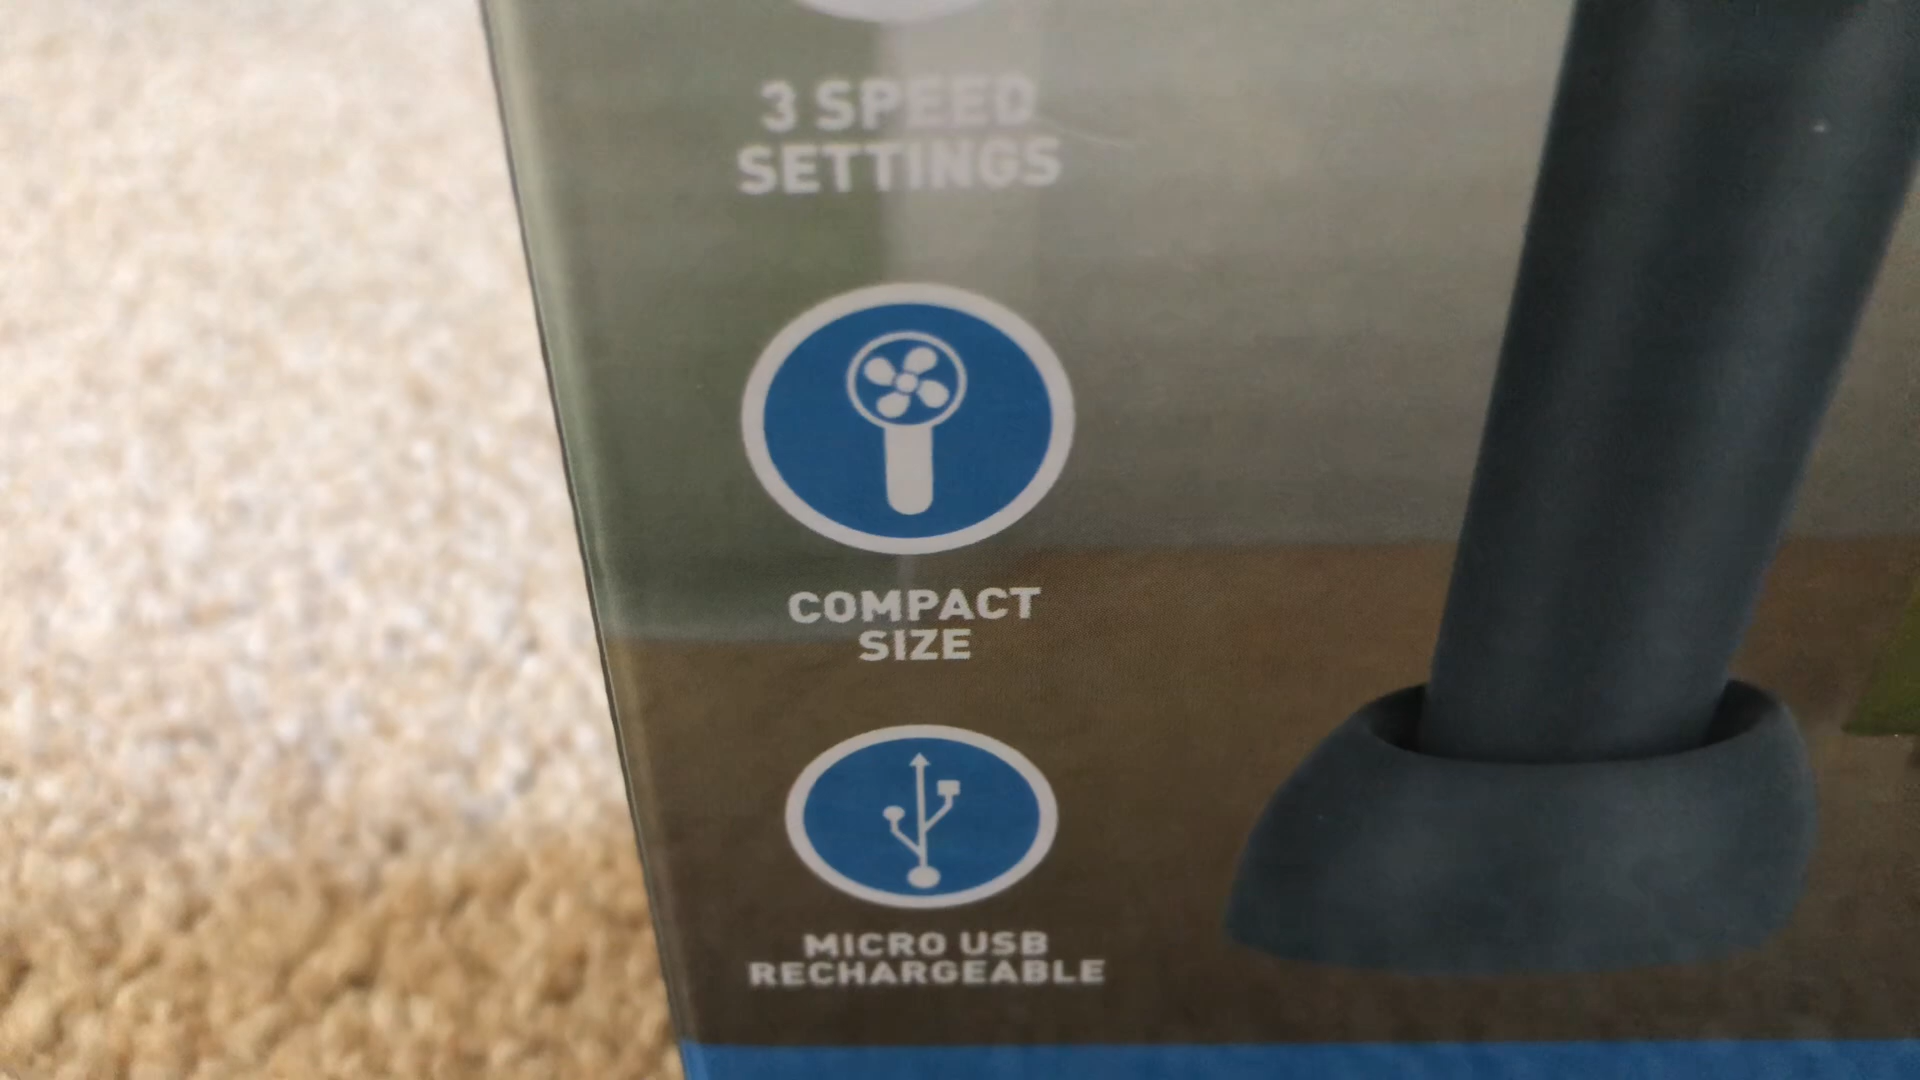 3 SPEED
SETTINGS
COMPACT
SIZE
MICRO USB
RECHARGEABLE